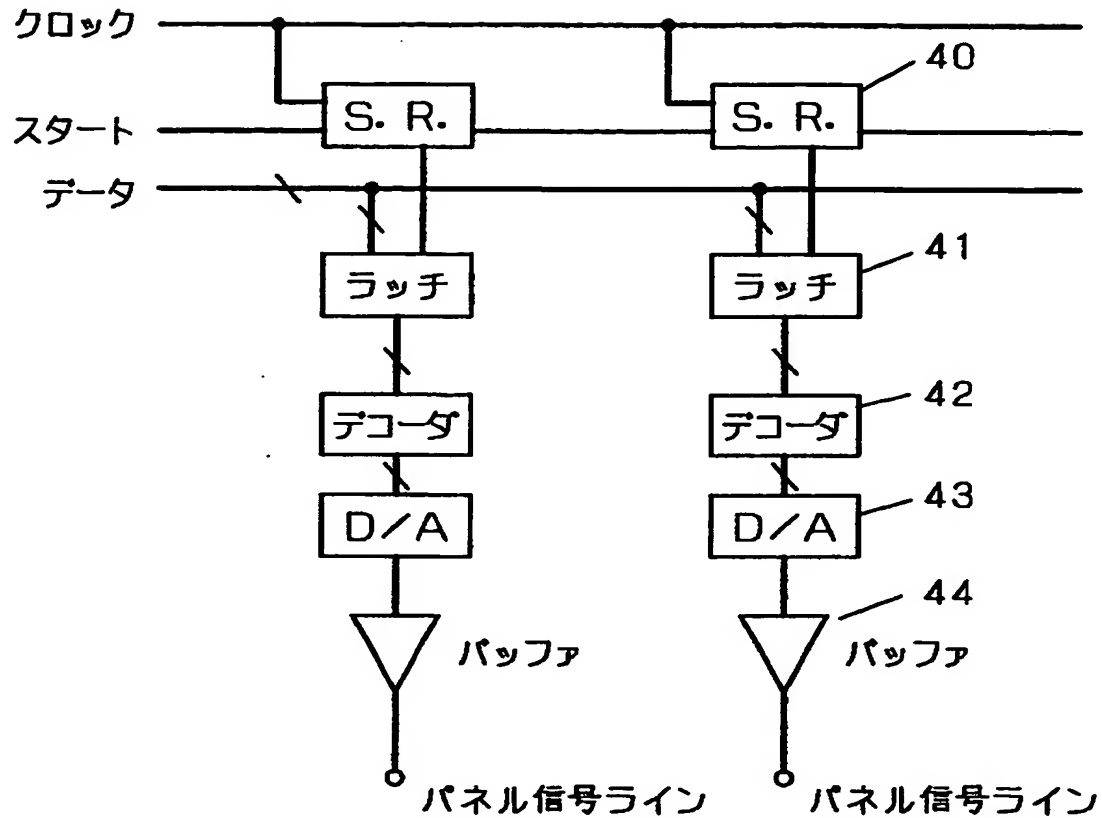 クロック
40
S. R.
S. R.
スタート
データ
41
ラッチ
ラッチ
42
デコーダ
デコーダ
43
D/A
D/A
44
バッファ
バッファ
パネル信号ライン
パネル信号ライン